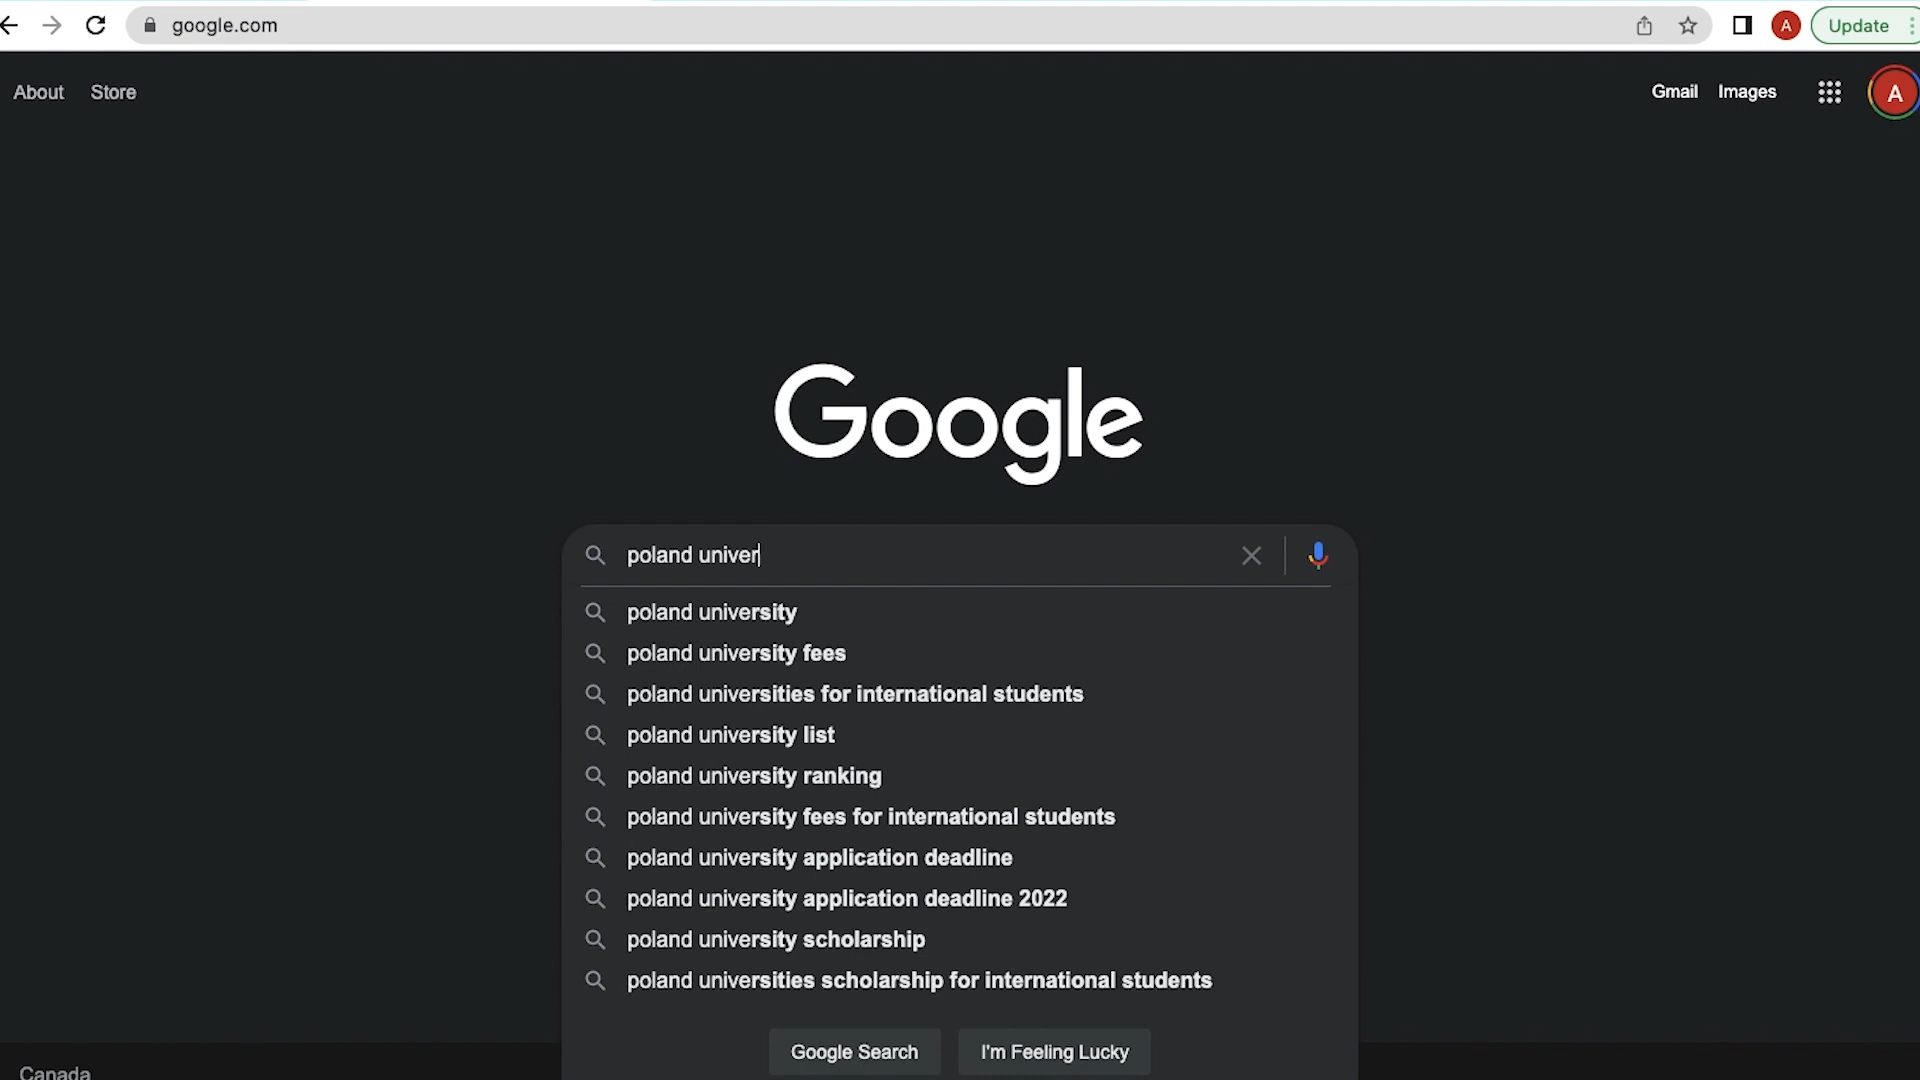 google.com
A
Update
About
Store
Gmail
Images
A
Google
poland univer
poland university
poland university fees
poland universities for international students
poland university list
poland university ranking
poland university fees for international students
poland university application deadline
poland university application deadline 2022
poland university scholarship
poland universities scholarship for international students
Google Search
I'm Feeling Lucky
Canada